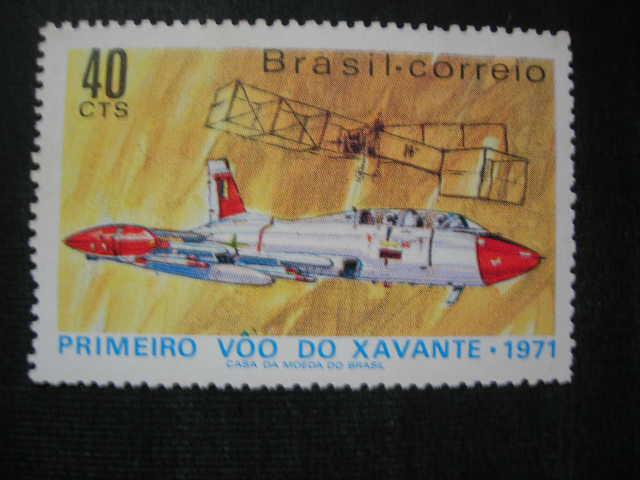 40
CTS
Brasil·correio
PRIMEIRO VÔO DO XAVANTE · 1971
CASA DA MOEDA DO BRASIL